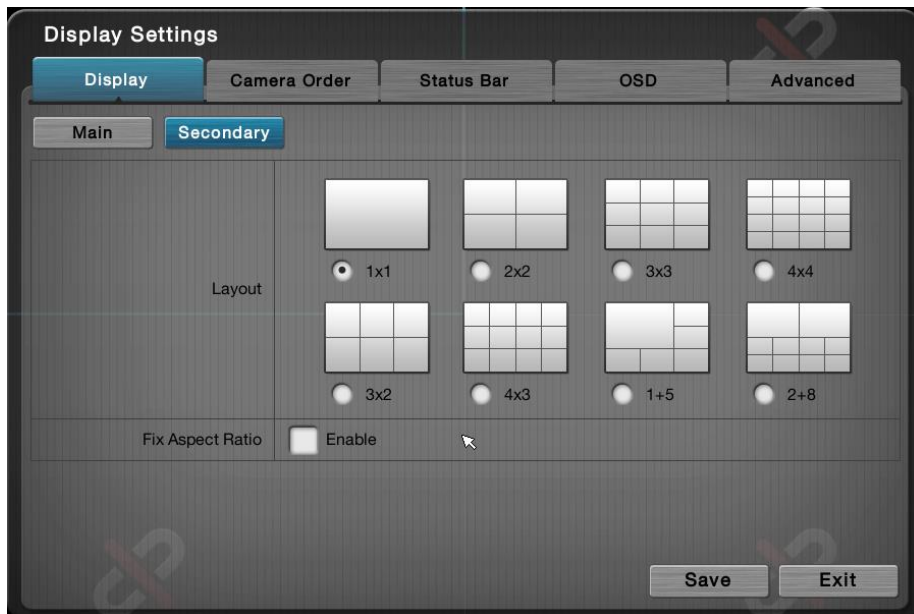 Display Settings
Display Camera Order Status Bar OSD Advanced
Main Secondary
Layout
1x1 2x2 3x3 4x4
3x2 4x3 1+5 2+8
Fix Aspect Ratio Enable
Save Exit